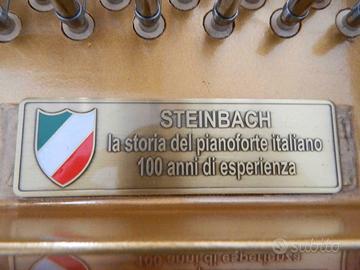 STEINBACH
la storia del pianoforte italiano
100 anni di esperienza
subito